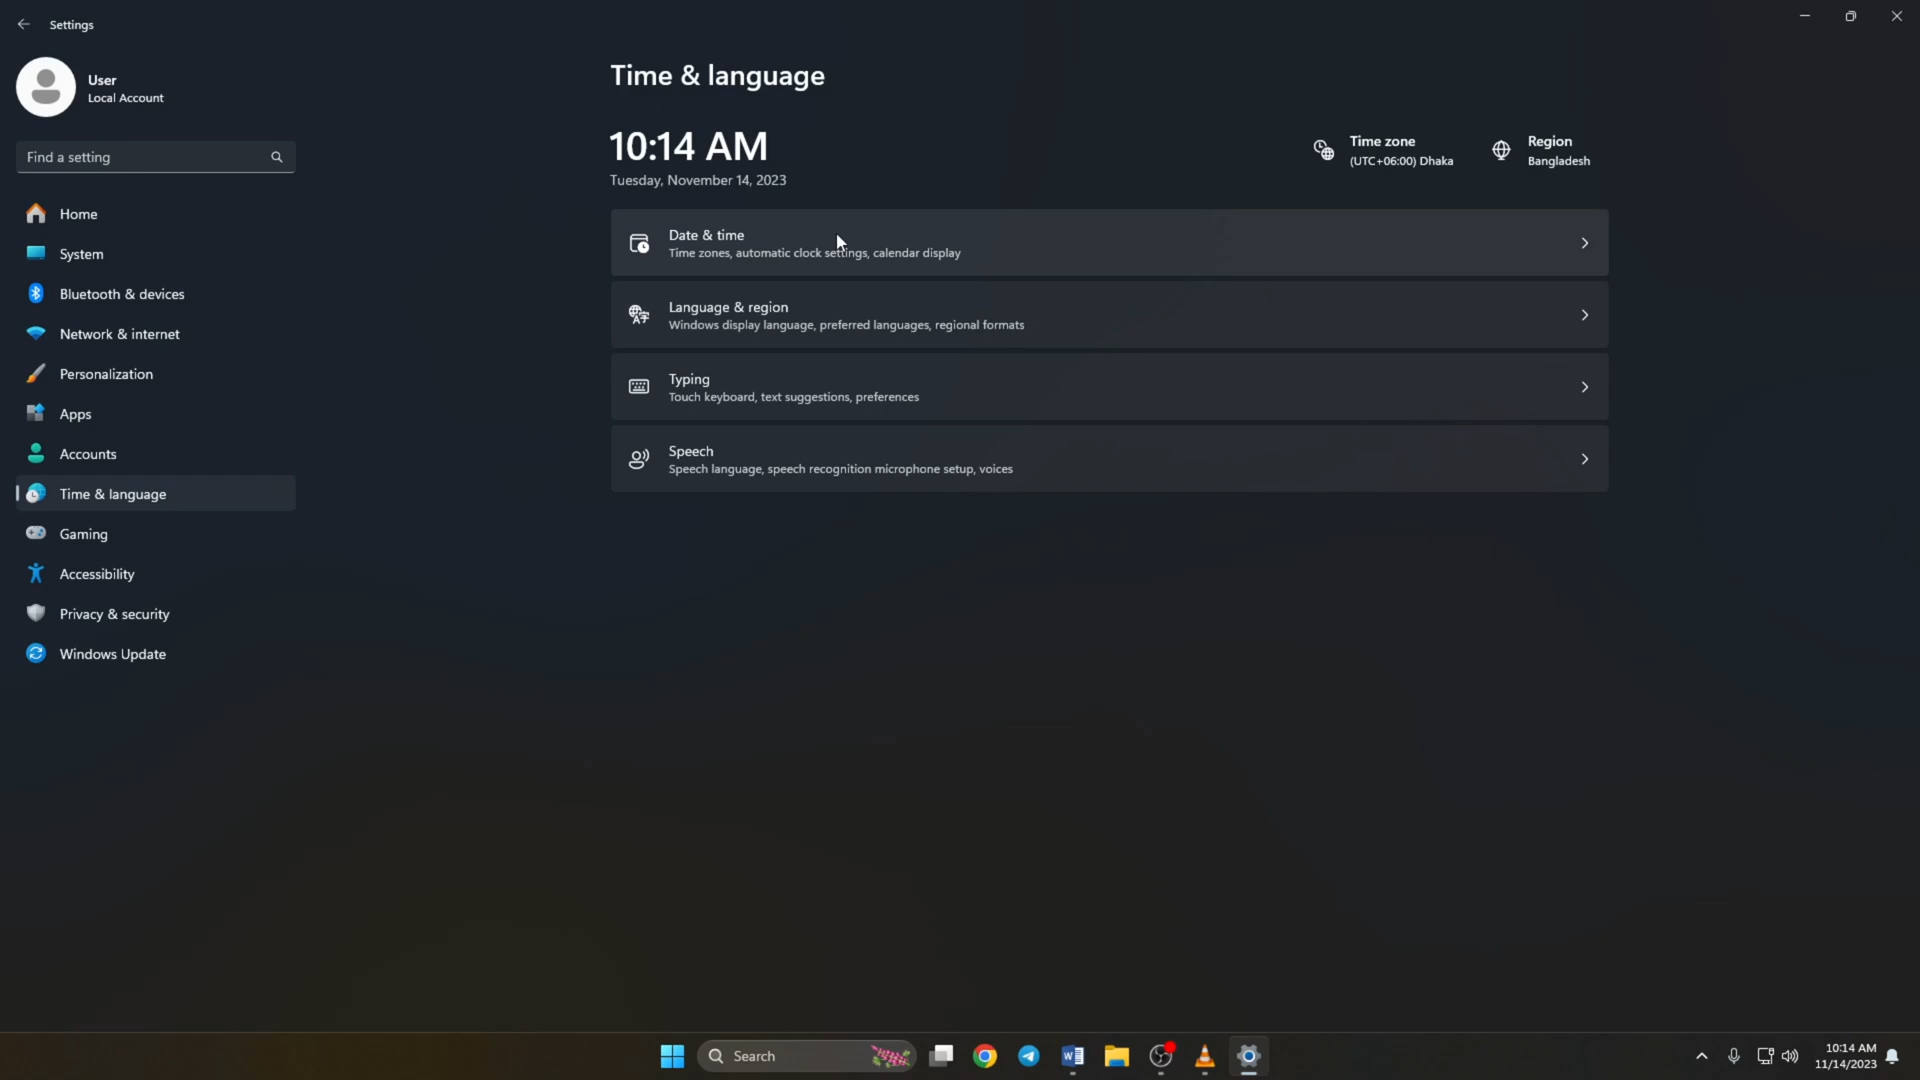 Settings
User
Local Account
Find a setting
Home
System
Bluetooth & devices
Network & internet
Personalization
Apps
Accounts
Time & language
Gaming
Accessibility
Privacy & security
Windows Update
Time & language
10:14 AM
Tuesday, November 14, 2023
Time zone
(UTC+06:00) Dhaka
Region
Bangladesh
Date & time
Time zones, automatic clock settings, calendar display
Language & region
Windows display language, preferred languages, regional formats
Typing
Touch keyboard, text suggestions, preferences
Speech
Speech language, speech recognition microphone setup, voices
Search
10:14 AM
11/14/2023